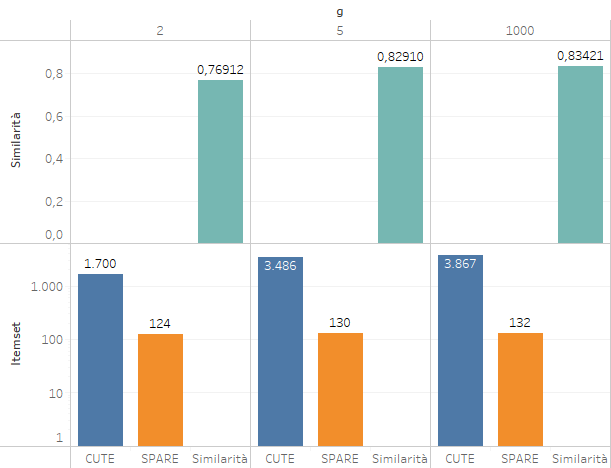 g
2 5 1000
Similarità
0,8
0,6
0,4
0,2
0,0
0,76912 0,82910 0,83421
Itemset
1.000
100
10
1
1.700 124 3.486 130 3.867 132
CUTE SPARE Similarità CUTE SPARE Similarità CUTE SPARE Similarità